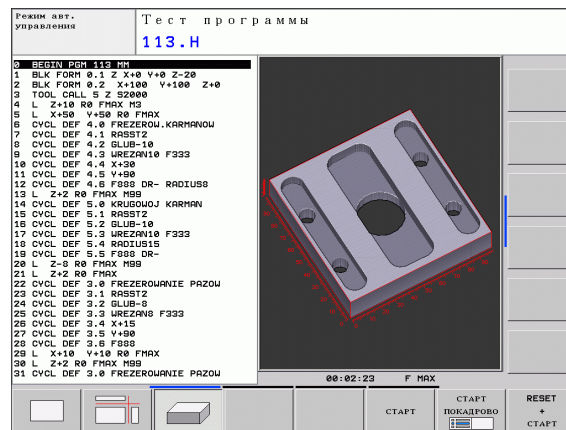 Режим авт.
управления
Тест программы
113.H
0 BEGIN PGM 113 MM
1 BLK FORM 0.1 Z X+0 Y+0 Z-20
2 BLK FORM 0.2 X+100 Y+100 Z+0
3 TOOL CALL 5 Z S2000
4 L Z+10 R0 FMAX M3
5 L X+50 Y+50 R0 FMAX
6 CYCL DEF 4.0 FREZEROW.KARMANOW
7 CYCL DEF 4.1 RASST2
8 CYCL DEF 4.2 GLUB-10
9 CYCL DEF 4.3 WREZAN10 F333
10 CYCL DEF 4.4 X+30
11 CYCL DEF 4.5 Y+90
12 CYCL DEF 4.6 F888 DR- RADIUS8
13 L Z+2 R0 FMAX M99
14 CYCL DEF 5.0 KRUGOWOJ KARMAN
15 CYCL DEF 5.1 RASST2
16 CYCL DEF 5.2 GLUB-10
17 CYCL DEF 5.3 WREZAN10 F333
18 CYCL DEF 5.4 RADIUS15
19 CYCL DEF 5.5 F888 DR-
20 L Z-8 R0 FMAX M99
21 L Z+2 R0 FMAX
22 CYCL DEF 3.0 FREZEROWANIE PAZOW
23 CYCL DEF 3.1 RASST2
24 CYCL DEF 3.2 GLUB-8
25 CYCL DEF 3.3 WREZAN8 F333
26 CYCL DEF 3.4 X+15
27 CYCL DEF 3.5 Y+90
28 CYCL DEF 3.6 F888
29 L X+10 Y+10 R0 FMAX
30 L Z+2 R0 FMAX M99
31 CYCL DEF 3.0 FREZEROWANIE PAZOW
00:02:23 F MAX
СТАРТ
СТАРТ
ПОКАДРОВО
RESET
+
СТАРТ